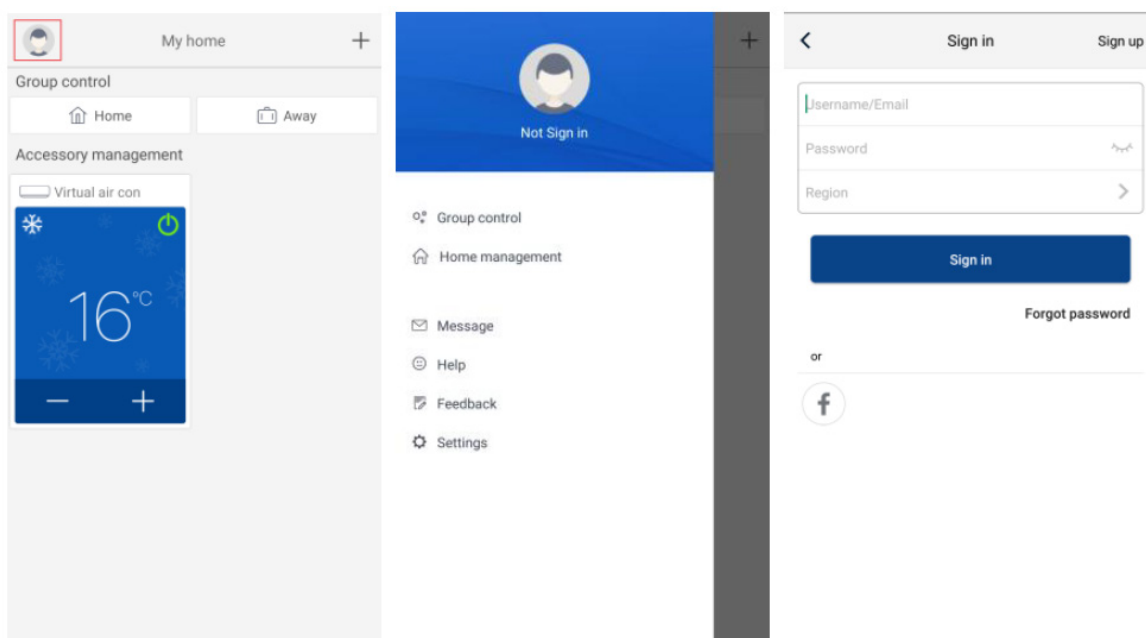 My home
Group control
Home
Away
Accessory management
Virtual air con
16°C
Not Sign in
Group control
Home management
Message
Help
Feedback
Settings
Sign in
Sign up
Username/Email
Password
Region
Sign in
Forgot password
or
f